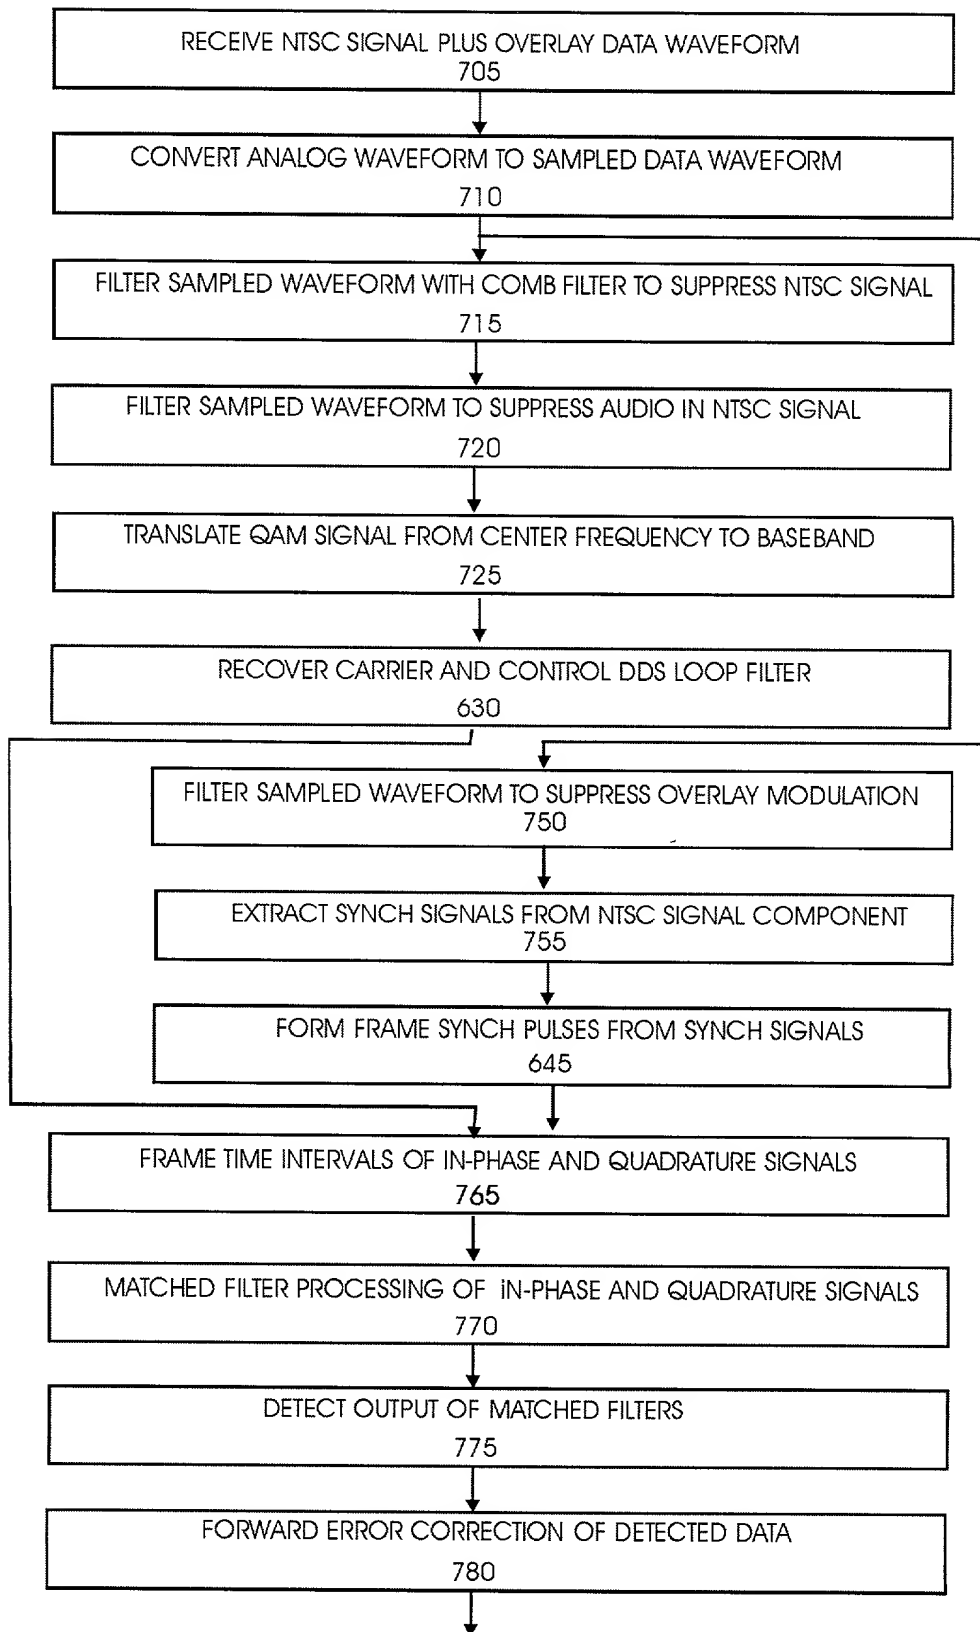 RECEIVE NTSC SIGNAL PLUS OVERLAY DATA WAVEFORM
705
CONVERT ANALOG WAVEFORM TO SAMPLED DATA WAVEFORM
710
FILTER SAMPLED WAVEFORM WITH COMB FILTER TO SUPPRESS NTSC SIGNAL
715
FILTER SAMPLED WAVEFORM TO SUPPRESS AUDIO IN NTSC SIGNAL
720
TRANSLATE QAM SIGNAL FROM CENTER FREQUENCY TO BASEBAND
725
RECOVER CARRIER AND CONTROL DDS LOOP FILTER
630
FILTER SAMPLED WAVEFORM TO SUPPRESS OVERLAY MODULATION
750
EXTRACT SYNCH SIGNALS FROM NTSC SIGNAL COMPONENT
755
FORM FRAME SYNCH PULSES FROM SYNCH SIGNALS
645
FRAME TIME INTERVALS OF IN-PHASE AND QUADRATURE SIGNALS
765
MATCHED FILTER PROCESSING OF iN-PHASE AND QUADRATURE SIGNALS
770
DETECT OUTPUT OF MATCHED FILTERS
775
FORWARD ERROR CORRECTION OF DETECTED DATA
780